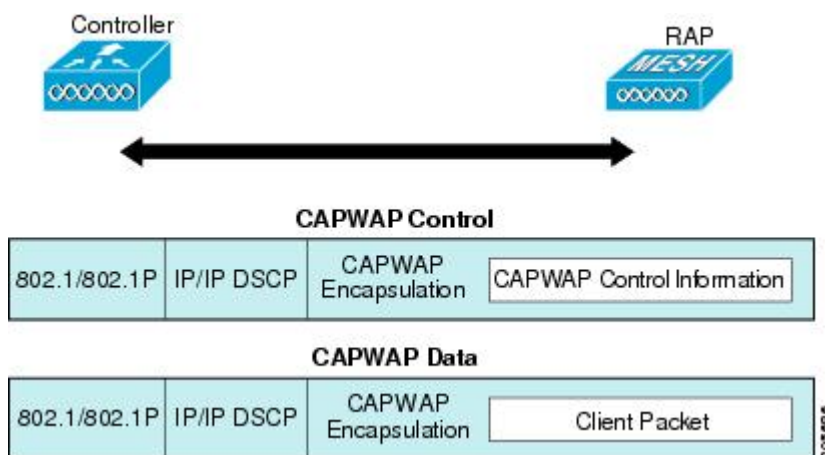 Controller
RAP
MESH
CAPWAP Control
802.1/802.1P IP/IP DSCP CAPWAP Encapsulation CAPWAP Control Information
CAPWAP Data
802.1/802.1P IP/IP DSCP CAPWAP Encapsulation Client Packet